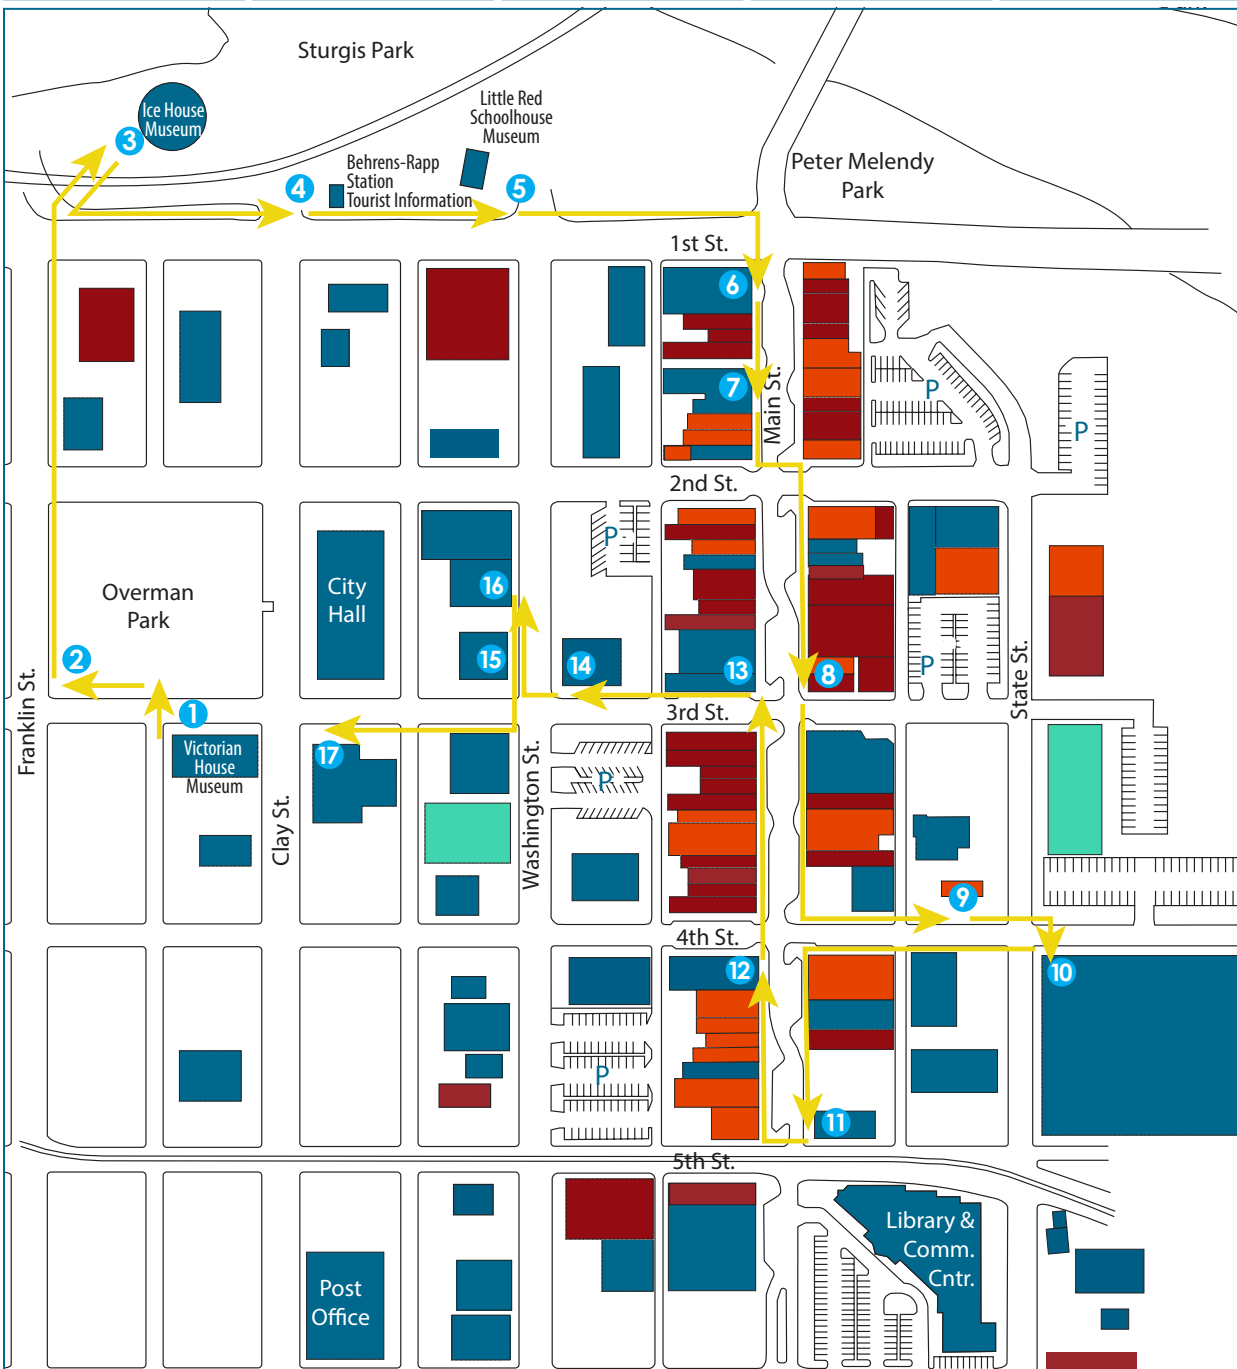 Sturgis Park
Ice House
Museum
3
Little Red
Schoolhouse
Museum
Behrens-Rapp
Station
Tourist Information
4
5
Peter Melendy
Park
1st St.
6
7
Main St.
P
P
2nd St.
P
Overman
Park
City
Hall
16
15
14
13
8
P
State St.
Franklin St.
2
1
3rd St.
Victorian
House
Museum
17
Clay St.
Washington St.
P
9
4th St.
12
10
P
11
5th St.
Library &
Comm.
Cntr.
Post
Office